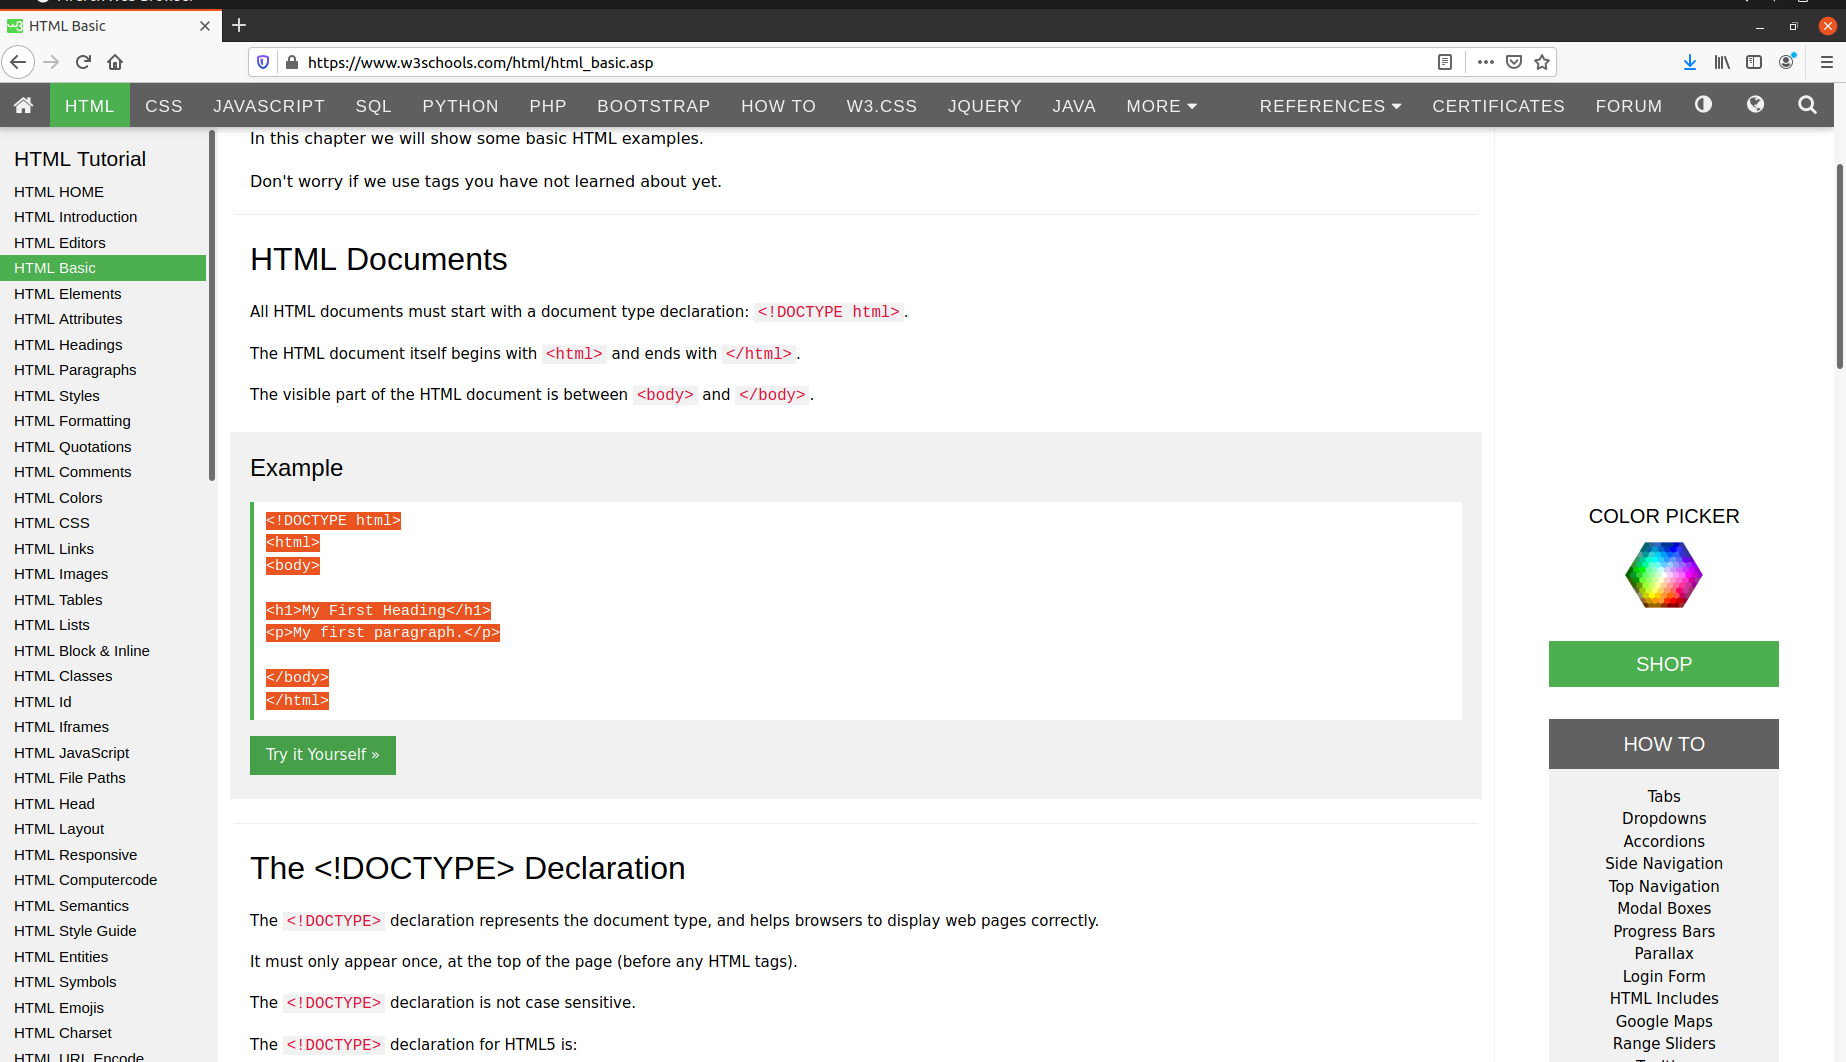 HTML Basic
https://www.w3schools.com/html/html_basic.asp
HTML CSS JAVASCRIPT SQL PYTHON PHP BOOTSTRAP HOW TO W3.CSS JQUERY JAVA MORE REFERENCES CERTIFICATES FORUM
HTML Tutorial
HTML HOME
HTML Introduction
HTML Editors
HTML Basic
HTML Elements
HTML Attributes
HTML Headings
HTML Paragraphs
HTML Styles
HTML Formatting
HTML Quotations
HTML Comments
HTML Colors
HTML CSS
HTML Links
HTML Images
HTML Tables
HTML Lists
HTML Block & Inline
HTML Classes
HTML Id
HTML Iframes
HTML JavaScript
HTML File Paths
HTML Head
HTML Layout
HTML Responsive
HTML Computercode
HTML Semantics
HTML Style Guide
HTML Entities
HTML Symbols
HTML Emojis
HTML Charset
HTML URL Encode
In this chapter we will show some basic HTML examples.
Don't worry if we use tags you have not learned about yet.
HTML Documents
All HTML documents must start with a document type declaration: <!DOCTYPE html>.
The HTML document itself begins with <html> and ends with </html>.
The visible part of the HTML document is between <body> and </body>.
Example
<!DOCTYPE html>
<html>
<body>
<h1>My First Heading</h1>
<p>My first paragraph.</p>
</body>
</html>
Try it Yourself »
The <!DOCTYPE> Declaration
The <!DOCTYPE> declaration represents the document type, and helps browsers to display web pages correctly.
It must only appear once, at the top of the page (before any HTML tags).
The <!DOCTYPE> declaration is not case sensitive.
The <!DOCTYPE> declaration for HTML5 is:
COLOR PICKER
SHOP
HOW TO
Tabs
Dropdowns
Accordions
Side Navigation
Top Navigation
Modal Boxes
Progress Bars
Parallax
Login Form
HTML Includes
Google Maps
Range Sliders